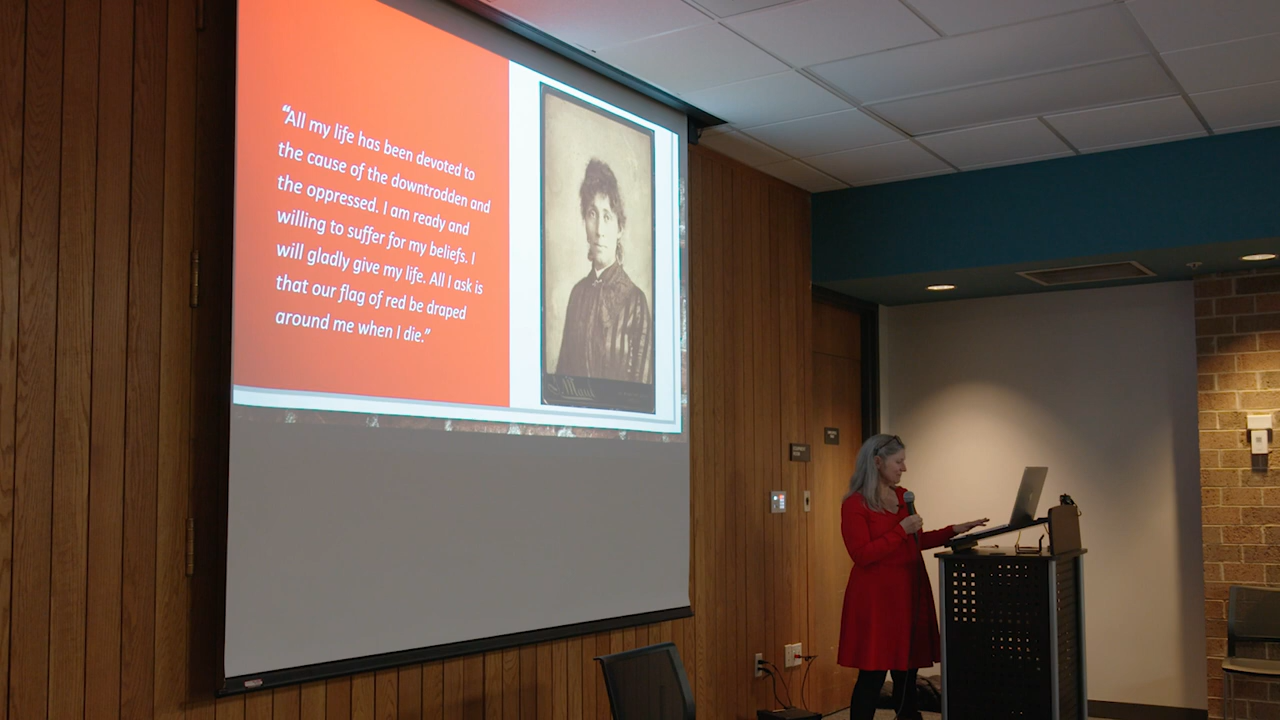 “All my life has been devoted to
the cause of the downtrodden and
the oppressed. I am ready and
willing to suffer for my beliefs. I
will gladly give my life. All I ask is
that our flag of red be draped
around me when I die.”